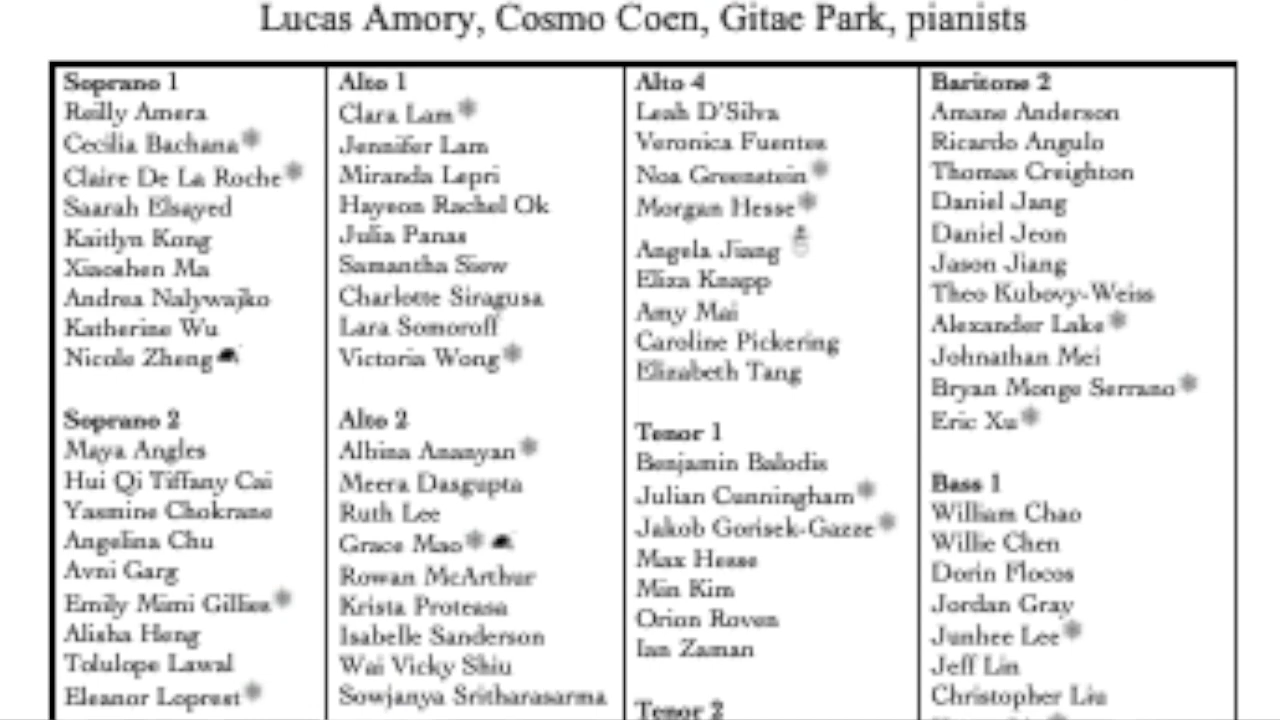 Lucas Amory, Cosmo Coen, Gitae Park, pianists
Soprano 1
Reilly Amera
Cecilia Bachana
Claire De La Roche
Saarah Elsayed
Kaitlyn Kong
Xiaoshen Ma
Andrea Nalywajko
Katherine Wu
Nicole Zheng
Soprano 2
Maya Angles
Hui Qi Tiffany Cai
Yasmine Chokrane
Angelina Chu
Avni Garg
Emily Mimi Gillies
Alisha Heng
Tolulope Lawal
Eleanor Loprest
Alto 1
Clara Lam
Jennifer Lam
Miranda Lepri
Hayeon Rachel Ok
Julia Panas
Samantha Siew
Charlotte Siragusa
Lara Somoroff
Victoria Wong
Alto 2
Albina Ananyan
Meera Dasgupta
Ruth Lee
Grace Mao
Rowan McArthur
Krista Proteasa
Isabelle Sanderson
Wai Vicky Shiu
Sowjanya Sritharasarma
Alto 4
Leah D'Silva
Veronica Fuentes
Noa Greenstein
Morgan Hesse
Angela Jiang
Eliza Knapp
Amy Mai
Caroline Pickering
Elizabeth Tang
Tenor 1
Benjamin Balodis
Julian Cunningham
Jakob Gorisek-Gazze
Max Hesse
Min Kim
Orion Roven
Ian Zaman
Tenor 2
Baritone 2
Amane Anderson
Ricardo Angulo
Thomas Creighton
Daniel Jang
Daniel Jeon
Jason Jiang
Theo Kubovy-Weiss
Alexander Lake
Johnathan Mei
Bryan Monge Serrano
Eric Xu
Bass 1
William Chao
Willie Chen
Dorin Flocos
Jordan Gray
Junhee Lee
Jeff Lin
Christopher Liu